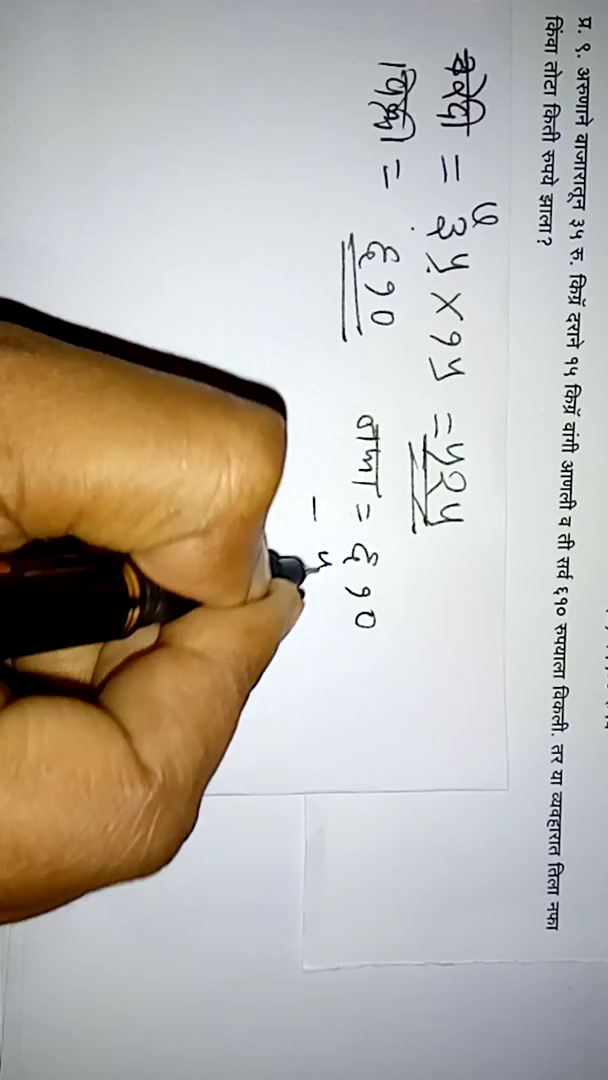 प्र. १. अरुणाने बाजारातून ३५ रु. किग्रॅ दराने १५ किग्रॅ वांगी आणली व ती सर्व ६१० रुपयाला विकली. तर या व्यवहारात तिला नफा
किंवा तोटा किती रुपये झाला?
खरेदी = ३५ × १५ = ५२५
विक्री = ६१०
नफा = ६१०
- ५